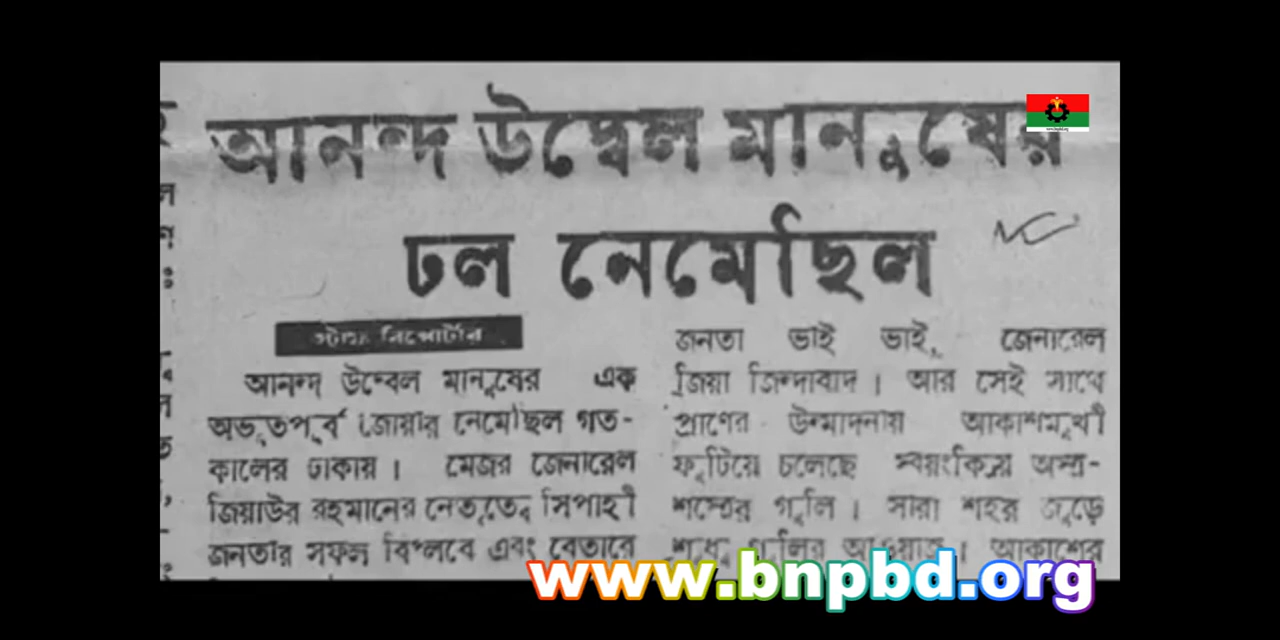 আনন্দ উদ্বেল মানুষের
ঢল নেমেছিল
স্টাফ রিপোর্টার
আনন্দ উদ্বেল মানুষের এক
অভূতপূর্ব জোয়ার নেমেছিল গত-
কালের ঢাকায়। মেজর জেনারেল
জিয়াউর রহমানের নেতৃত্বে সিপাহী
জনতার সফল বিপ্লবে এবং বেতারে
জনতা ভাই ভাই, জেনারেল
জিয়া জিন্দাবাদ। আর সেই সাথে
প্রাণের উন্মাদনায় আকাশমুখী
ফুটিয়ে চলেছে স্বয়ংক্রিয় অস্ত্র-
শস্ত্রের গুলি। সারা শহর জুড়ে
শুধু গুলির আওয়াজ। আকাশের
www.bnpbd.org